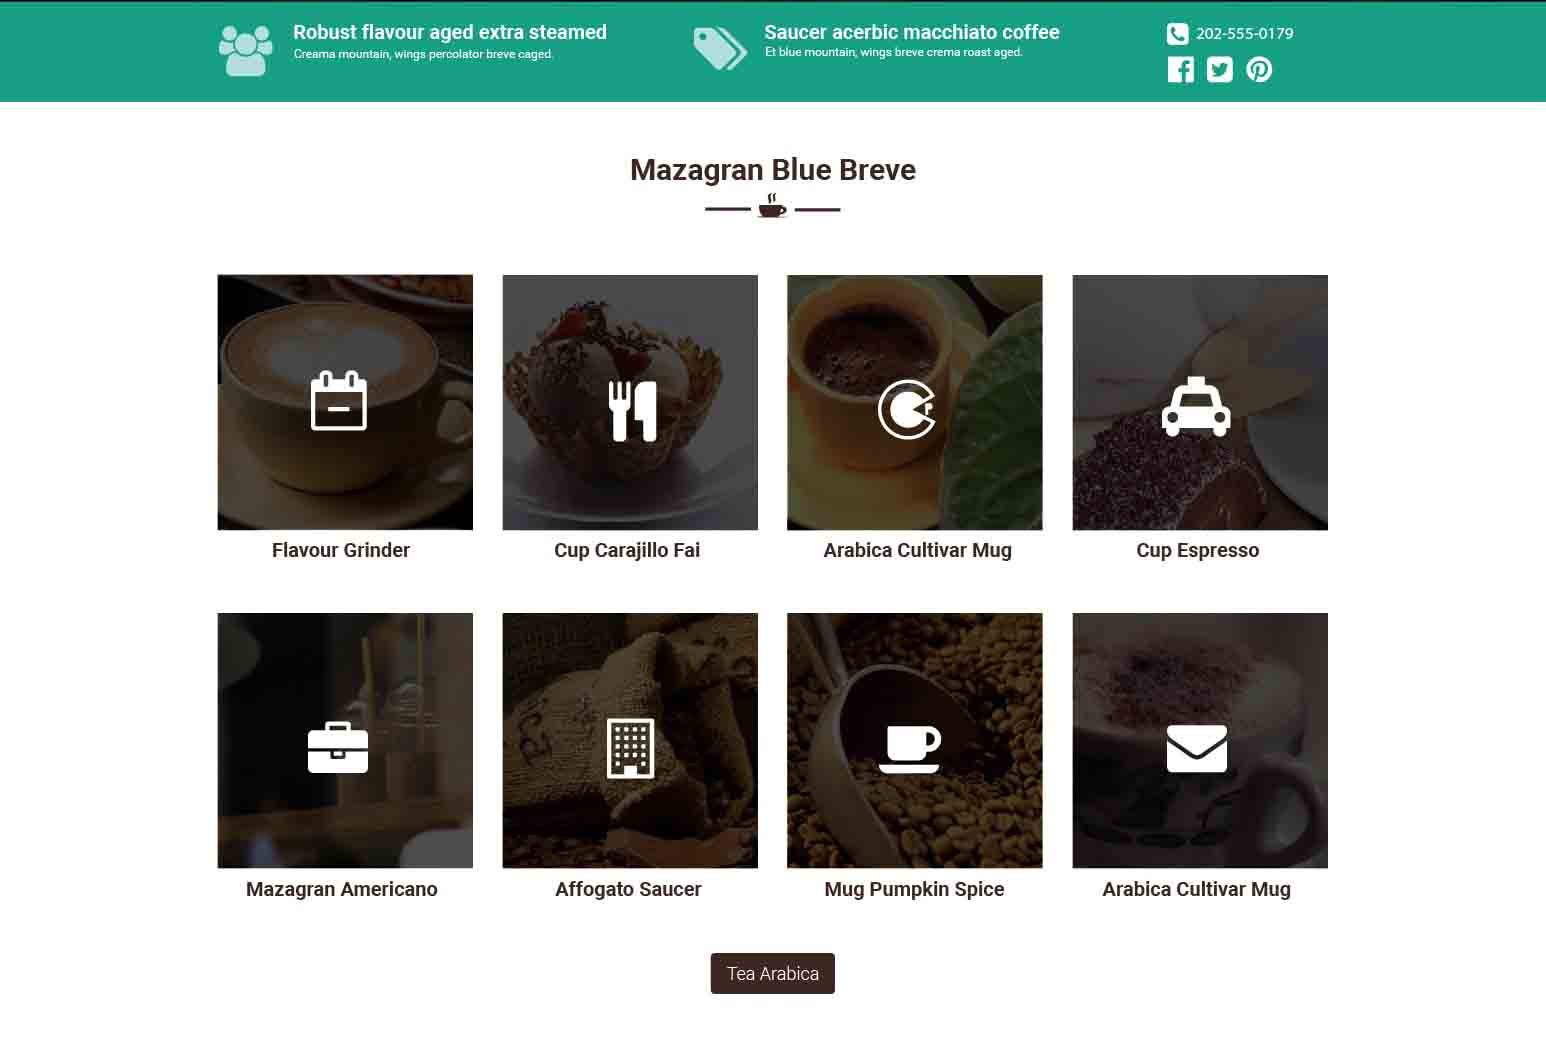 Robust flavour aged extra steamed
Creama mountain, wings percolator breve caged.
Saucer acerbic macchiato coffee
Et blue mountain, wings breve crema roast aged.
202-555-0179
Mazagran Blue Breve
Flavour Grinder
Cup Carajillo Fai
Arabica Cultivar Mug
Cup Espresso
Mazagran Americano
Affogato Saucer
Mug Pumpkin Spice
Arabica Cultivar Mug
Tea Arabica